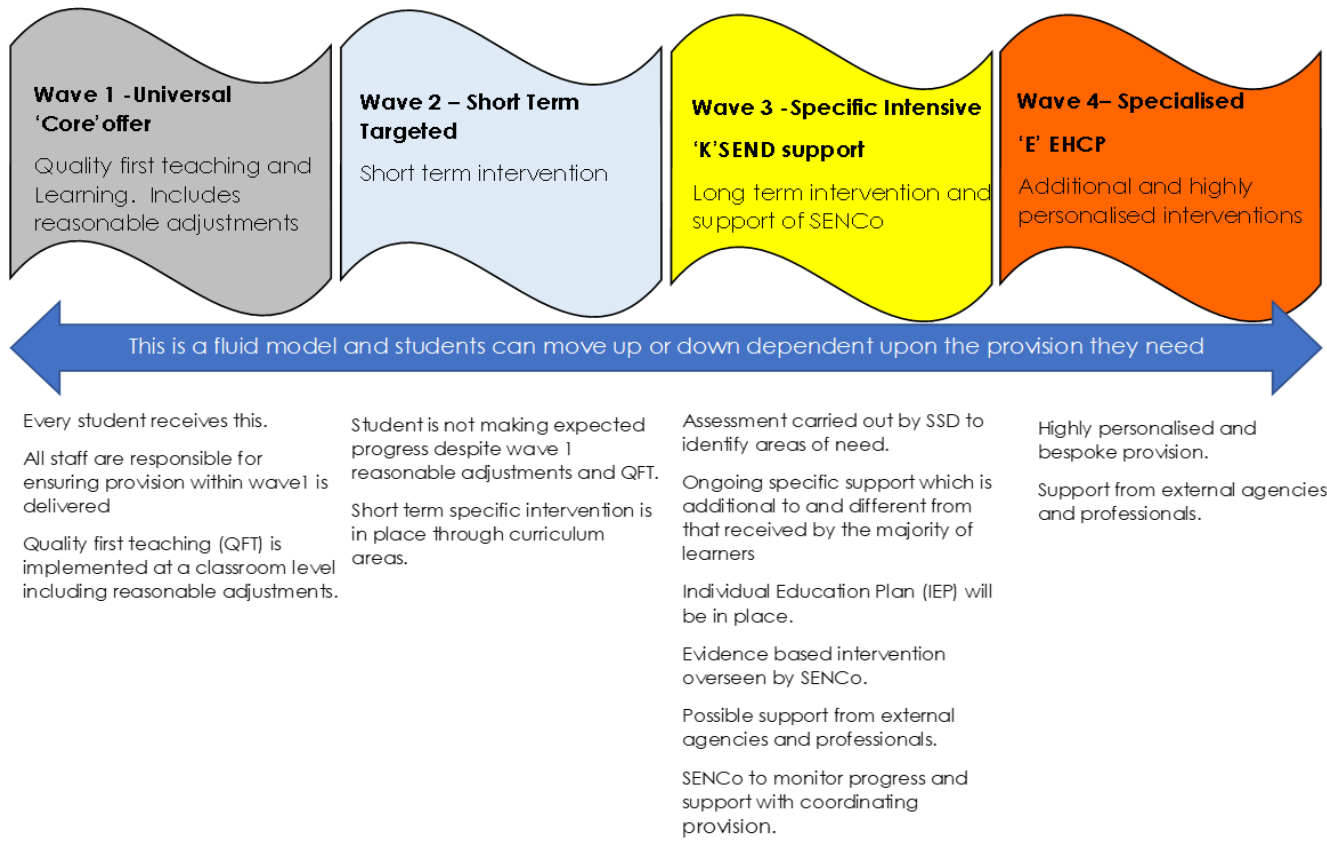 Wave 1 -Universal
‘Core’ offer
Quality first teaching and
Learning.  Includes
reasonable adjustments
Wave 2 – Short Term
Targeted
Short term intervention
Wave 3 -Specific Intensive
‘K’SEND support
Long term intervention and
support of SENCo
Wave 4– Specialised
‘E’ EHCP
Additional and highly
personalised interventions
This is a fluid model and students can move up or down dependent upon the provision they need
Every student receives this.
All staff are responsible for
ensuring provision within wave1 is
delivered
Quality first teaching (QFT) is
implemented at a classroom level
including reasonable adjustments.
Student is not making expected
progress despite wave 1
reasonable adjustments and QFT.
Short term specific intervention is
in place through curriculum
areas.
Assessment carried out by SSD to
identify areas of need.
Ongoing specific support which is
additional to and different from
that received by the majority of
learners
Individual Education Plan (IEP) will
be in place.
Evidence based intervention
overseen by SENCo.
Possible support from external
agencies and professionals.
SENCo to monitor progress and
support with coordinating
provision.
Highly personalised and
bespoke provision.
Support from external agencies
and professionals.